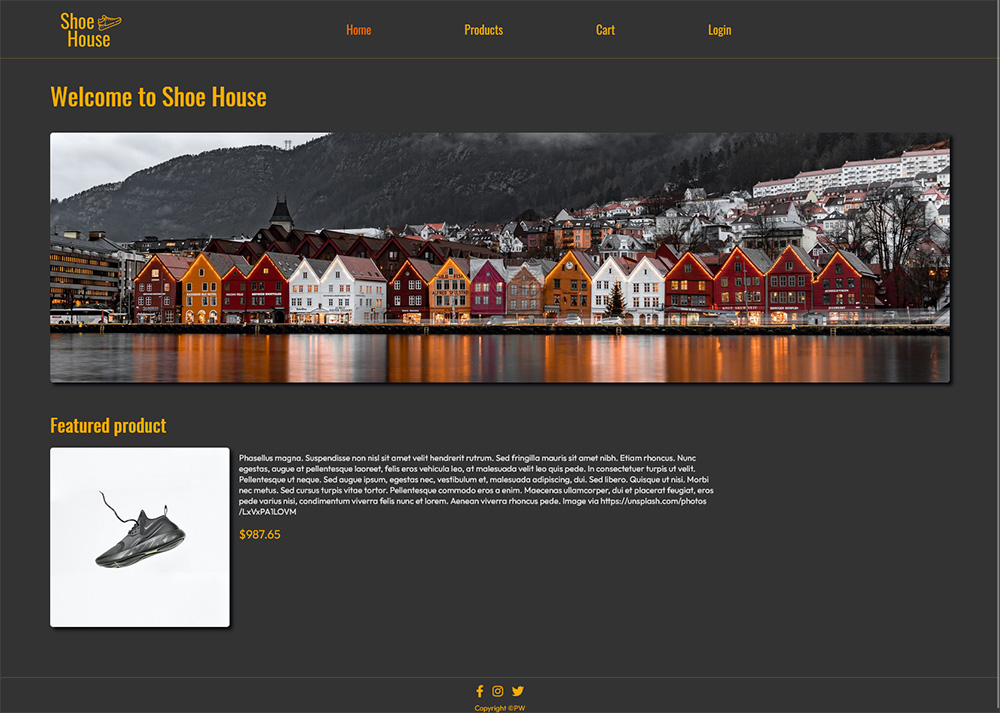 Shoe
House
Home Products Cart Login
Welcome to Shoe House
Featured product
Phasellus magna. Suspendisse non nisl sit amet velit hendrerit rutrum. Sed fringilla mauris sit amet nibh. Etiam rhoncus. Nunc
egestas, augue at pellentesque laoreet, felis eros vehicula leo, at malesuada velit leo quis pede. In consectetuer turpis ut velit.
Pellentesque ut neque. Sed augue ipsum, egestas nec, vestibulum et, malesuada adipiscing, dui. Sed libero. Quisque ut nisi. Morbi
nec metus. Sed cursus turpis vitae tortor. Pellentesque commodo eros a enim. Maecenas ullamcorper, dui et placerat feugiat, eros
pede varius nisi, condimentum viverra felis nunc et lorem. Aenean viverra rhoncus pede. Image via https://unsplash.com/photos
/LxVxPA1LOVM
$987.65
Copyright ©PW